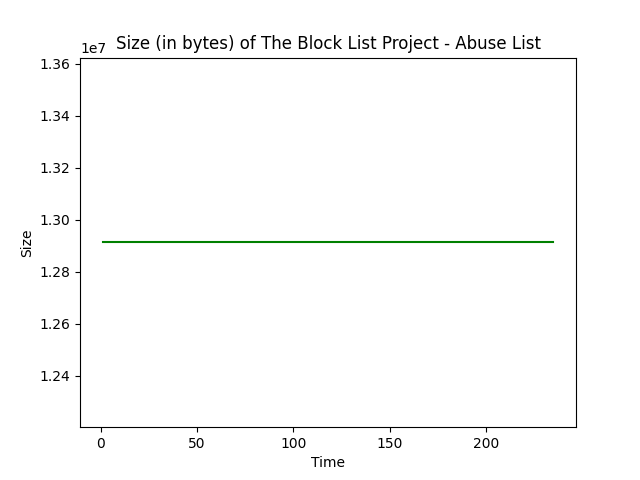 Size (in bytes) of The Block List Project - Abuse List
1e7
1.36
1.34
1.32
1.30
1.28
1.26
1.24
Size
0 50 100 150 200
Time